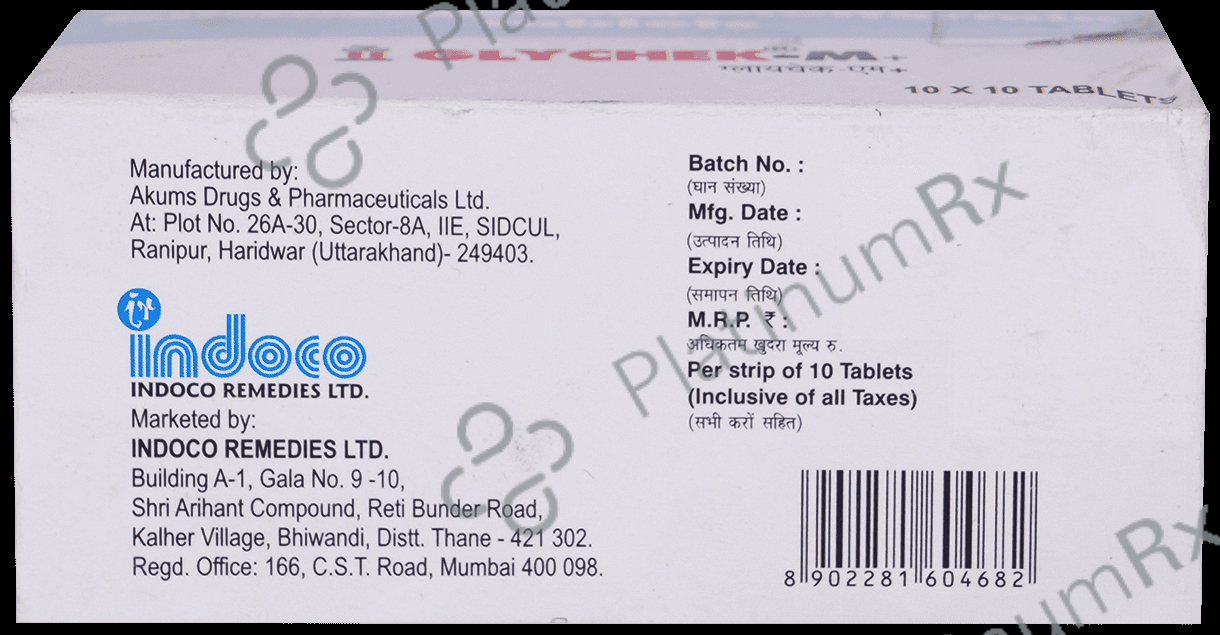 GLYCHEK-M+
ग्लायचेक-एम+
10 X 10 TABLETS
Manufactured by:
Akums Drugs & Pharmaceuticals Ltd.
At: Plot No. 26A-30, Sector-8A, IIE, SIDCUL,
Ranipur, Haridwar (Uttarakhand)- 249403.
indoco
INDOCO REMEDIES LTD.
Marketed by:
INDOCO REMEDIES LTD.
Building A-1, Gala No. 9 -10,
Shri Arihant Compound, Reti Bunder Road,
Kalher Village, Bhiwandi, Distt. Thane - 421 302.
Regd. Office: 166, C.S.T. Road, Mumbai 400 098.
Batch No. :
(घान संख्या)
Mfg. Date :
(उत्पादन तिथि)
Expiry Date :
(समापन तिथि)
M.R.P. ₹ :
अधिकतम खुदरा मूल्य रु.
Per strip of 10 Tablets
(Inclusive of all Taxes)
(सभी करों सहित)
8 902281 604682
PlatinumRx
PlatinumRx